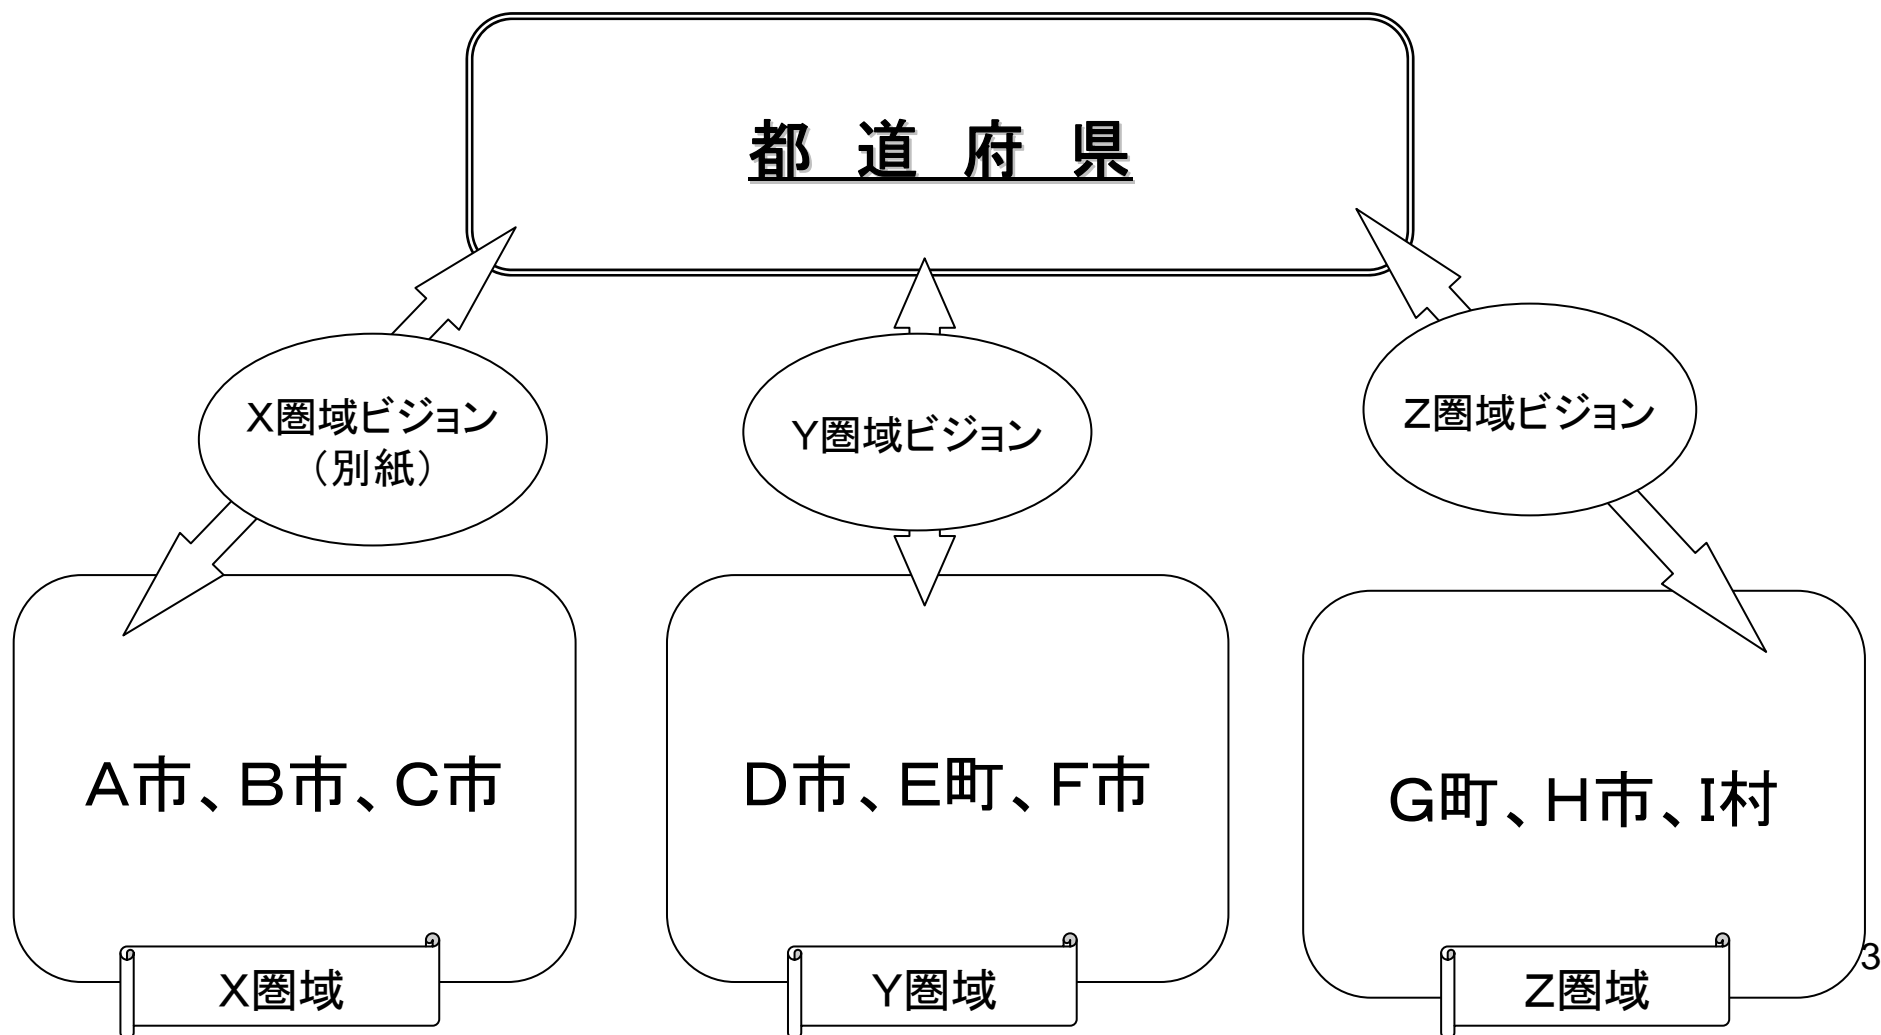 都　道　府　県
X圏域ビジョン
（別紙）
Y圏域ビジョン
Z圏域ビジョン
A市、B市、C市
D市、E町、F市
G町、H市、I村
X圏域
Y圏域
Z圏域
3